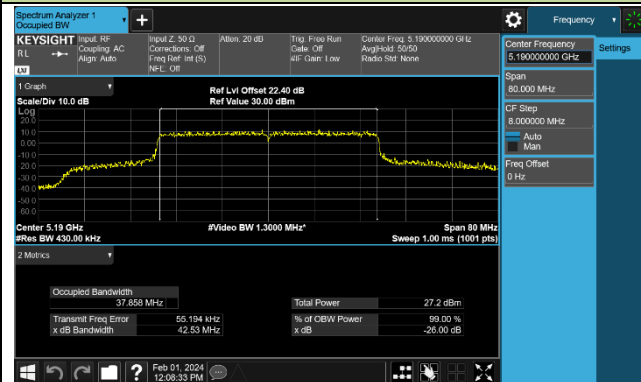 Spectrum Analyzer 1
Occupied BW
Frequency
KEYSIGHT
RL
LXI
Input: RF
Coupling: AC
Align: Auto
Input Z: 50 Ω
Corrections: Off
Freq Ref: Int (S)
NFE: Off
Atten: 20 dB
Trig: Free Run
Gate: Off
#IF Gain: Low
Center Freq: 5.190000000 GHz
Avg|Hold: 50/50
Radio Std: None
Center Frequency
5.190000000 GHz
Settings
Span
80.000 MHz
CF Step
8.000000 MHz
Auto
Man
Freq Offset
0 Hz
1 Graph
Scale/Div 10.0 dB
Ref Lvl Offset 22.40 dB
Ref Value 30.00 dBm
Log
20.0
10.0
0.00
-10.0
-20.0
-30.0
-40.0
-50.0
-60.0
Center 5.19 GHz
#Res BW 430.00 kHz
#Video BW 1.3000 MHz*
Span 80 MHz
Sweep 1.00 ms (1001 pts)
2 Metrics
Occupied Bandwidth
37.858 MHz
Total Power 27.2 dBm
Transmit Freq Error 55.194 kHz
% of OBW Power 99.00 %
x dB Bandwidth 42.53 MHz
x dB -26.00 dB
?
Feb 01, 2024
12:08:33 PM